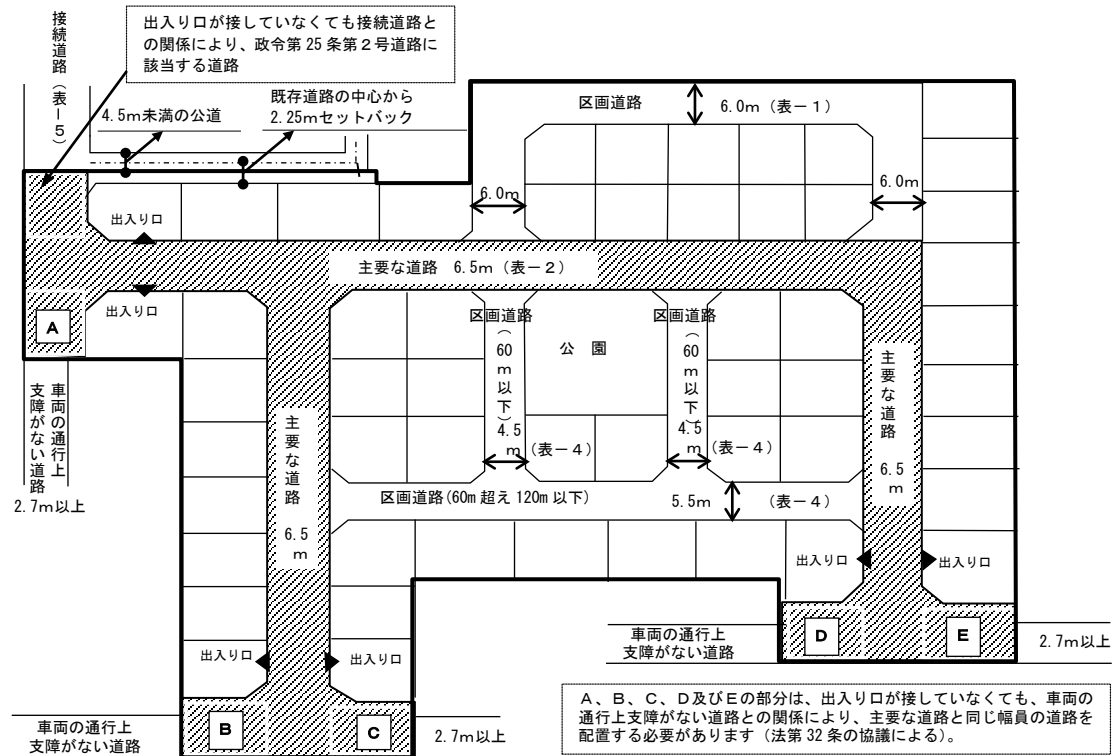 接続道路（表－５）
出入り口が接していなくても接続道路と
の関係により、政令第25条第２号道路に
該当する道路
4.5m未満の公道
既存道路の中心から
2.25mセットバック
区画道路
6.0m（表－１）
6.0m
6.0m
出入り口
主要な道路 6.5m（表－２）
出入り口
A
区画道路
（60m以下）
4.5
m
（表－４）
公 園
区画道路
（60m以下）
4.5
m
（表－４）
主要な道路
6.5
m
車両の通行上
支障がない道路
2.7m以上
主要な道路
6.5
m
区画道路(60m超え120m以下)
5.5m
（表－４）
出入り口
出入り口
出入り口
出入り口
車両の通行上
支障がない道路
D
E
2.7m以上
車両の通行上
支障がない道路
B
C
2.7m以上
A、B、C、D及びEの部分は、出入り口が接していなくても、車両の
通行上支障がない道路との関係により、主要な道路と同じ幅員の道路を
配置する必要があります（法第32条の協議による）。